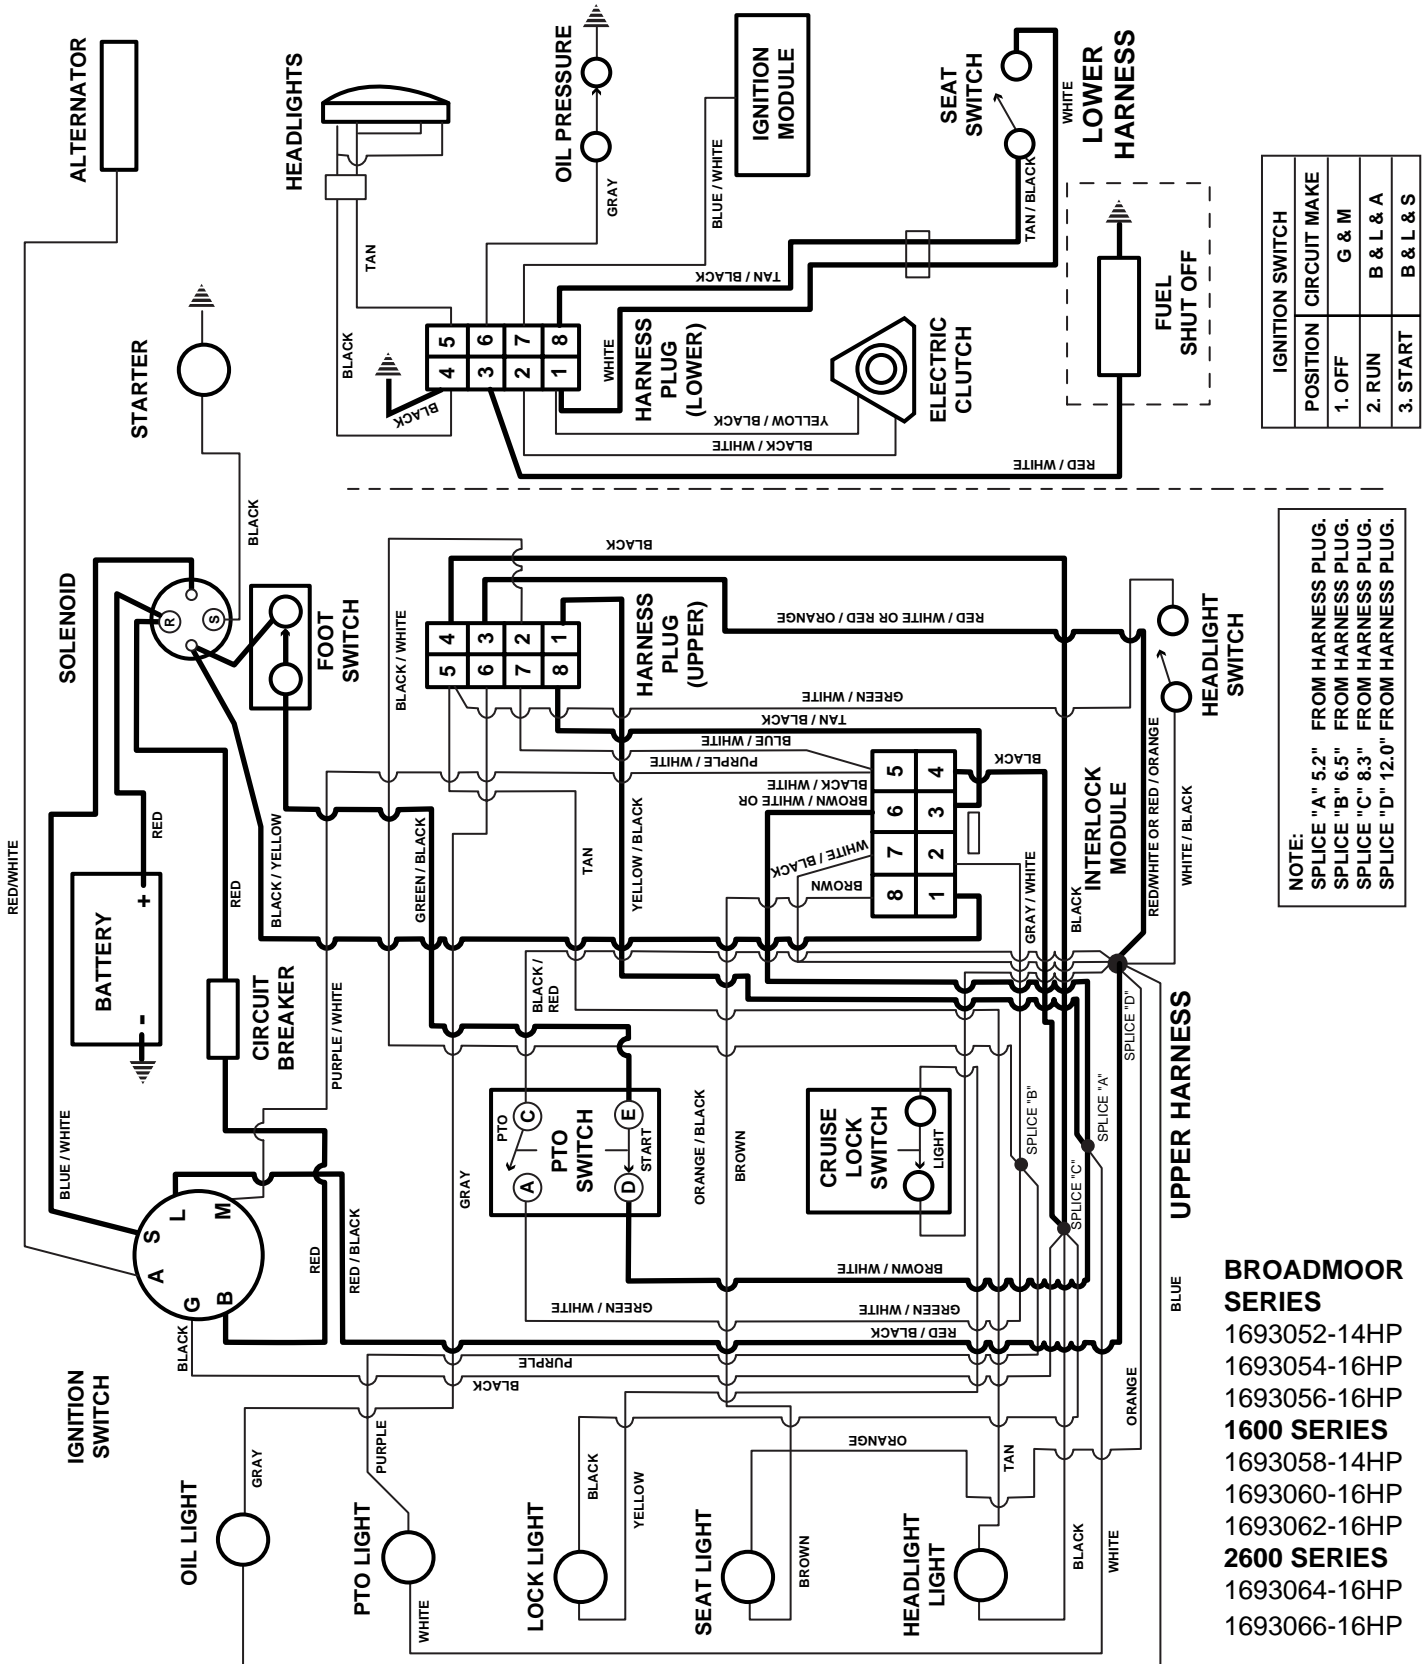 ALTERNATOR
HEADLIGHTS
OIL PRESSURE
IGNITION
MODULE
SEAT
SWITCH
LOWER
HARNESS
WHITE
TAN / BLACK
BLUE / WHITE
GRAY
TAN
BLACK
TAN / BLACK
WHITE
STARTER
5 6 7 8
4 3 2 1
BLACK
HARNESS
PLUG
(LOWER)
YELLOW / BLACK
BLACK / WHITE
RED / WHITE
ELECTRIC
CLUTCH
FUEL
SHUT OFF
IGNITION SWITCH
POSITION CIRCUIT MAKE
1. OFF G & M
2. RUN B & L & A
3. START B & L & S
RED/WHITE
BLACK
SOLENOID
R
S
FOOT
SWITCH
BLACK
BLACK / WHITE
4 3 2 1
5 6 7 8
HARNESS
PLUG
(UPPER)
RED / WHITE OR RED / ORANGE
GREEN / WHITE
TAN / BLACK
BLUE / WHITE
PURPLE / WHITE
BLACK / WHITE
BROWN / WHITE OR
WHITE / BLACK
BROWN
HEADLIGHT
SWITCH
BLACK
5 6 7 8
4 3 2 1
INTERLOCK
MODULE
RED/WHITE OR RED / ORANGE
WHITE / BLACK
NOTE:
SPLICE "A" 5.2" FROM HARNESS PLUG.
SPLICE "B" 6.5" FROM HARNESS PLUG.
SPLICE "C" 8.3" FROM HARNESS PLUG.
SPLICE "D" 12.0" FROM HARNESS PLUG.
RED
RED
BATTERY
+
-
BLACK / YELLOW
GREEN / BLACK
TAN
YELLOW / BLACK
GRAY / WHITE
BLACK
CIRCUIT
BREAKER
PURPLE / WHITE
BLACK /
RED
BLUE / WHITE
GRAY
PTO
C
E
A
D
PTO
SWITCH
START
ORANGE / BLACK
BROWN
CRUISE
LOCK
SWITCH
LIGHT
SPLICE "B"
SPLICE "C"
SPLICE "A"
SPLICE "D"
UPPER HARNESS
A
S
L
M
G
B
RED
RED / BLACK
BLACK
IGNITION
SWITCH
BROWN / WHITE
GREEN / WHITE
GREEN / WHITE
RED / BLACK
PURPLE
BLACK
BLUE
ORANGE
GRAY
PURPLE
BLACK
YELLOW
ORANGE
TAN
OIL LIGHT
PTO LIGHT
WHITE
LOCK LIGHT
SEAT LIGHT
BROWN
HEADLIGHT
LIGHT
BLACK
WHITE
BROADMOOR
SERIES
1693052-14HP
1693054-16HP
1693056-16HP
1600 SERIES
1693058-14HP
1693060-16HP
1693062-16HP
2600 SERIES
1693064-16HP
1693066-16HP